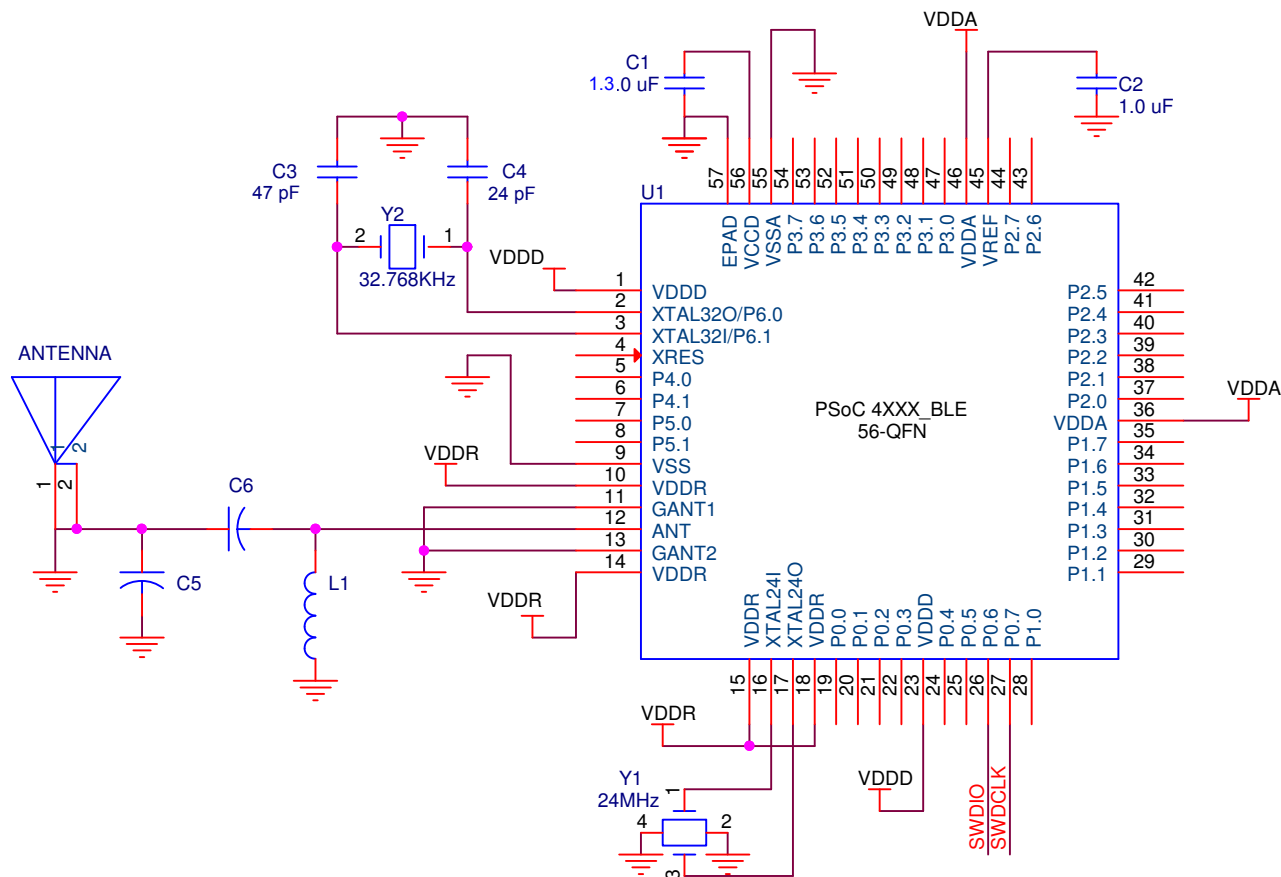 VDDA
C1
1.3.0 uF
C2
1.0 uF
57
56
55
54
53
52
51
50
49
48
47
46
45
44
43
U1
EPAD
VCCD
VSSA
P3.7
P3.6
P3.5
P3.4
P3.3
P3.2
P3.1
P3.0
VDDA
VREF
P2.7
P2.6
C3
47 pF
C4
24 pF
Y2
2
1
32.768KHz
VDDD
1
VDDD
2
XTAL32O/P6.0
3
XTAL32I/P6.1
4
XRES
5
P4.0
6
P4.1
7
P5.0
8
P5.1
9
VSS
10
VDDR
11
GANT1
12
ANT
13
GANT2
14
VDDR
VDDR
VDDR
PSoC 4XXX_BLE
56-QFN
P2.5
42
P2.4
41
P2.3
40
P2.2
39
P2.1
38
P2.0
37
VDDA
36
P1.7
35
P1.6
34
P1.5
33
P1.4
32
P1.3
31
P1.2
30
P1.1
29
VDDA
ANTENNA
1
2
1
2
C6
C5
L1
VDDR
XTAL24I
XTAL24O
VDDR
P0.0
P0.1
P0.2
P0.3
VDDD
P0.4
P0.5
P0.6
P0.7
P1.0
15
16
17
18
19
20
21
22
23
24
25
26
27
28
VDDR
Y1
24MHz
1
4
2
3
VDDD
SWDIO
SWDCLK